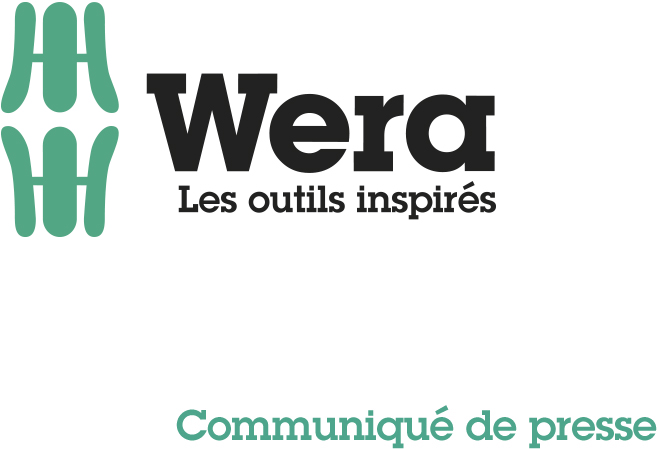 Wera
Les outils inspirés
Communiqué de presse